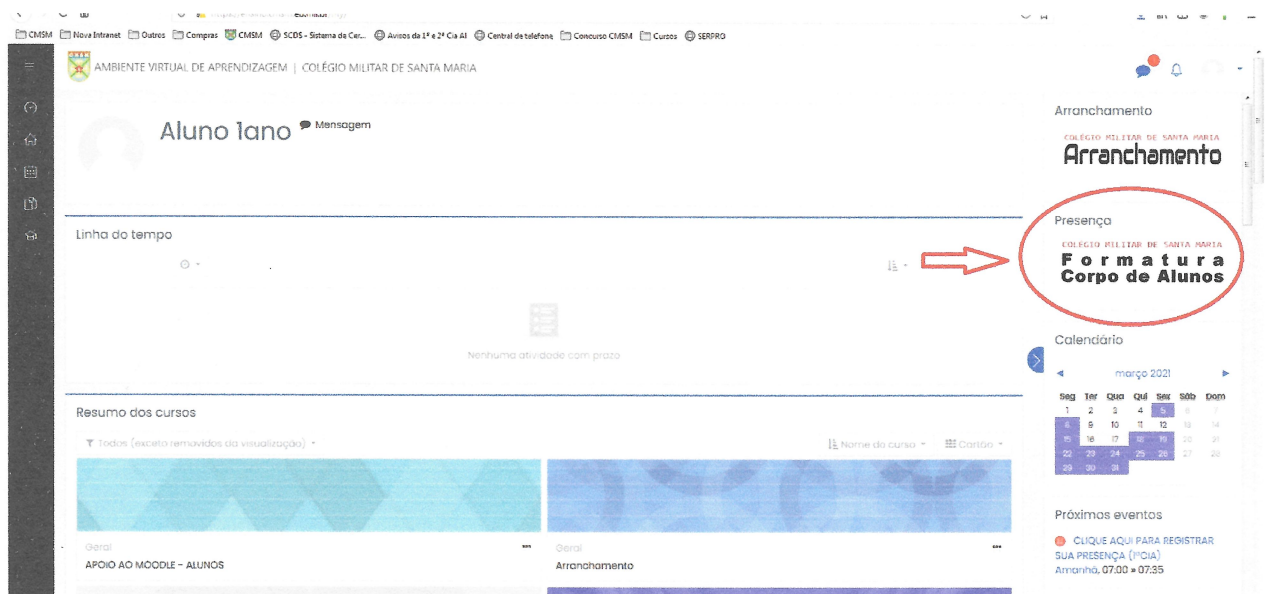 CMSM Nova Intranet Outros Compras CMSM SCDS - Sistema de Cer... Avisos da 1ª e 2ª Cia Al Central de telefone Concurso CMSM Cursos SERPRO
AMBIENTE VIRTUAL DE APRENDIZAGEM | COLÉGIO MILITAR DE SANTA MARIA
Aluno 1ano Mensagem
Linha do tempo
Nenhuma atividade com prazo
Resumo dos cursos
Todos (exceto removidos da visualização)
Nome do curso Cartão
Geral
APOIO AO MOODLE - ALUNOS
Geral
Arranchamento
Arranchamento
COLÉGIO MILITAR DE SANTA MARIA
Arranchamento
Presença
COLÉGIO MILITAR DE SANTA MARIA
Formatura
Corpo de Alunos
Calendário
◄ março 2021 ►
Seg Ter Qua Qui Sex Sáb Dom
1 2 3 4 5 6 7
8 9 10 11 12 13 14
15 16 17 18 19 20 21
22 23 24 25 26 27 28
29 30 31
Próximos eventos
CLIQUE AQUI PARA REGISTRAR
SUA PRESENÇA (1ªCIA)
Amanhã, 07:00 » 07:35